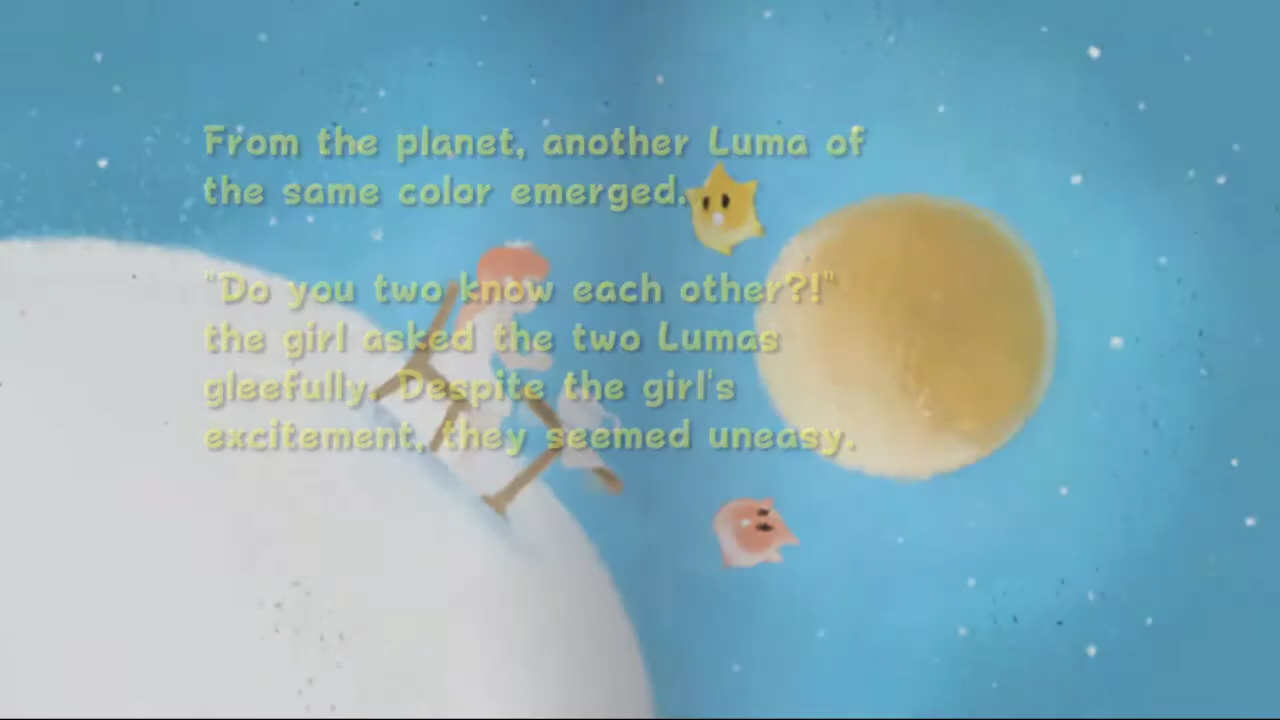 From the planet, another Luma of
the same color emerged.
"Do you two know each other?!"
the girl asked the two Lumas
gleefully. Despite the girl's
excitement, they seemed uneasy.